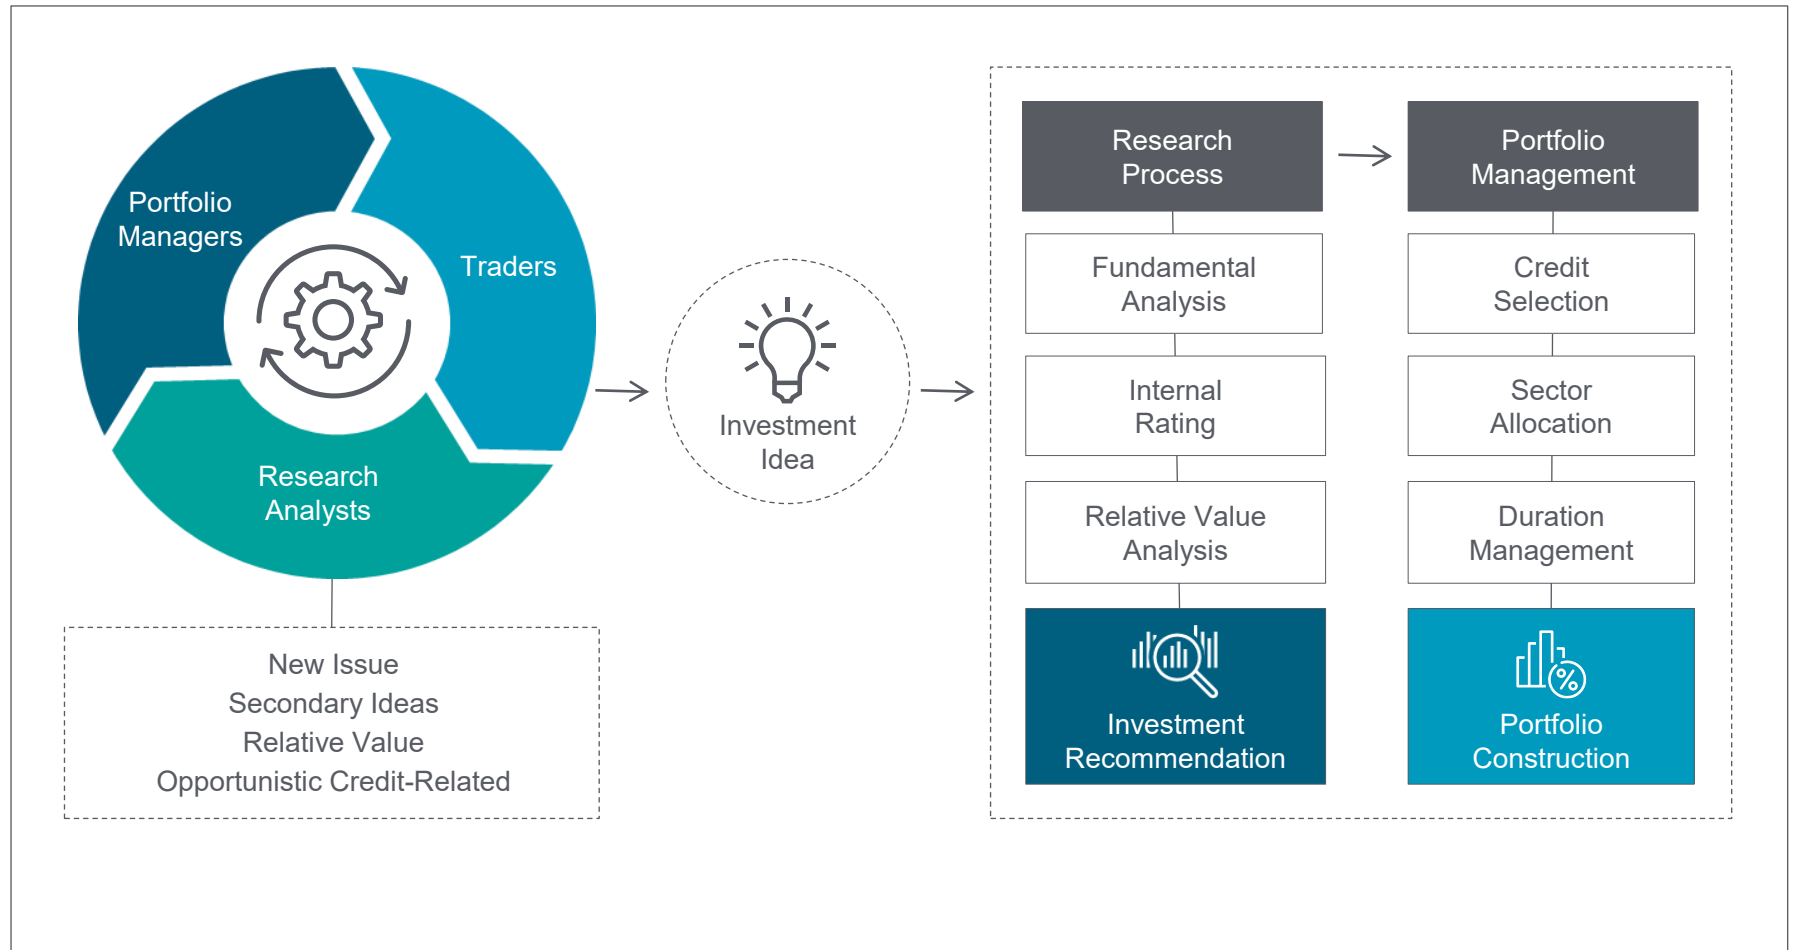 Portfolio
Managers
Traders
Research
Analysts
New Issue
Secondary Ideas
Relative Value
Opportunistic Credit-Related
Investment
Idea
Research
Process
Fundamental
Analysis
Internal
Rating
Relative Value
Analysis
Investment
Recommendation
Portfolio
Management
Credit
Selection
Sector
Allocation
Duration
Management
%
Portfolio
Construction